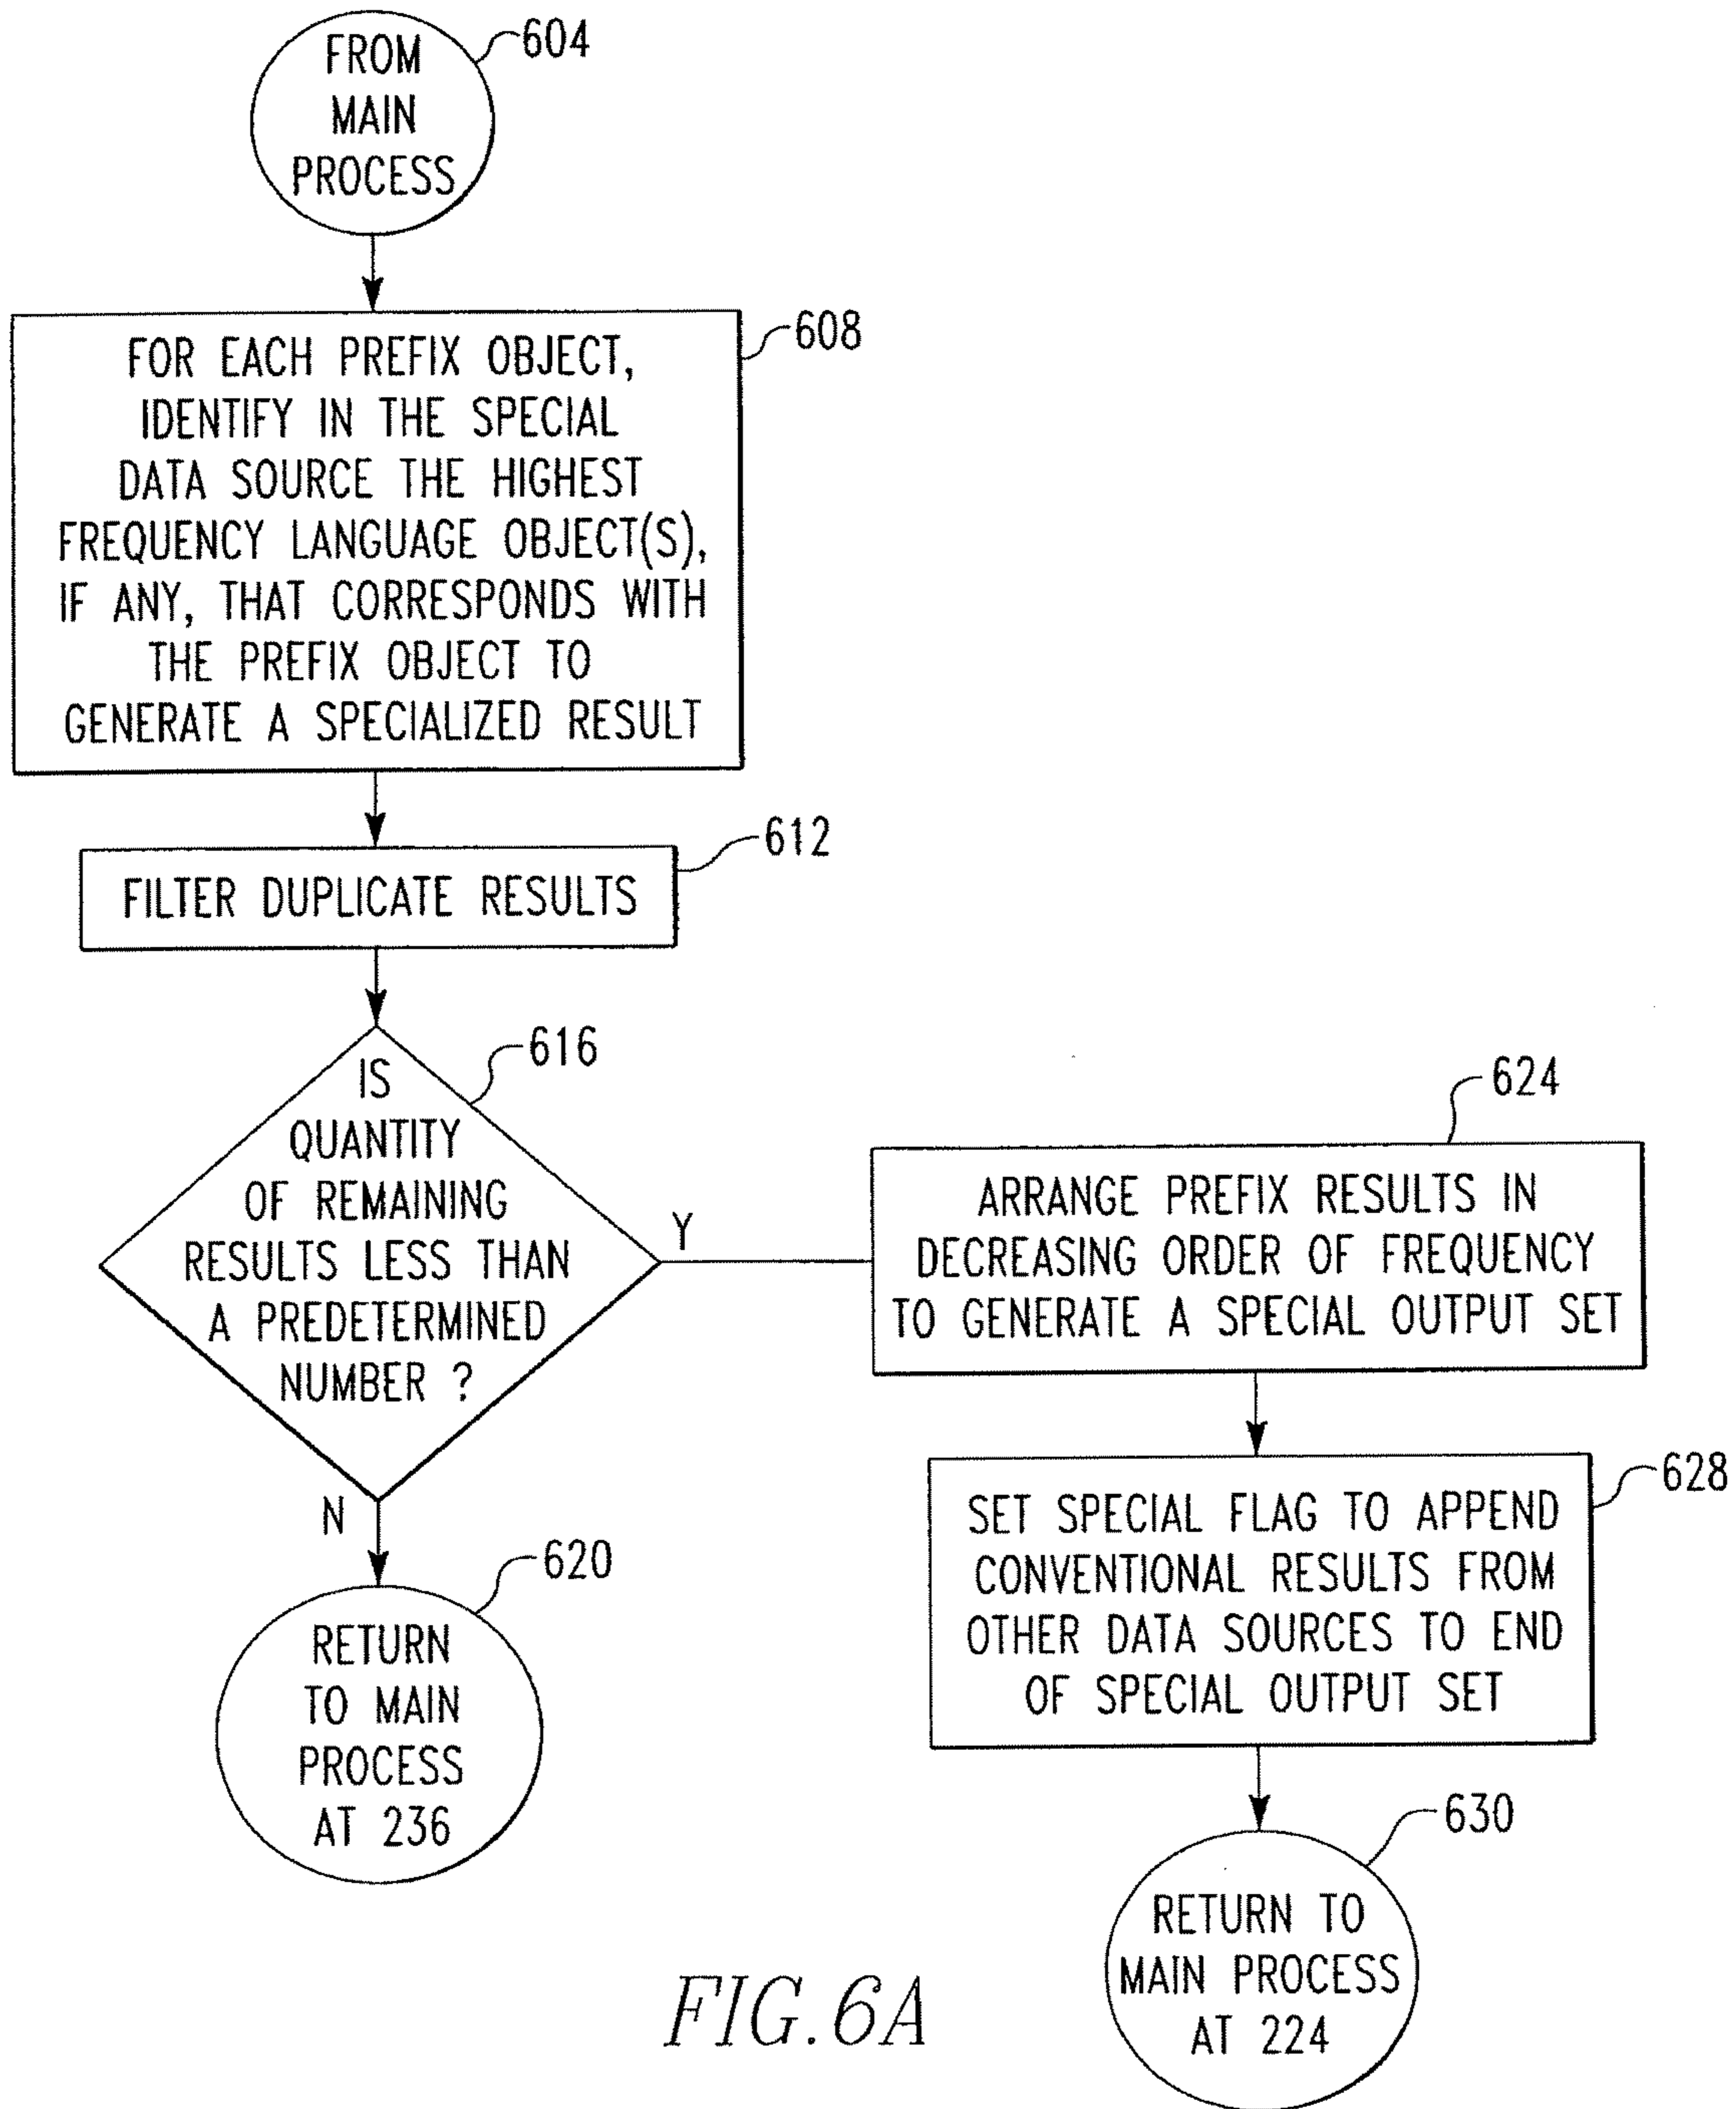 FROM
MAIN
PROCESS
604
FOR EACH PREFIX OBJECT,
IDENTIFY IN THE SPECIAL
DATA SOURCE THE HIGHEST
FREQUENCY LANGUAGE OBJECT(S),
IF ANY, THAT CORRESPONDS WITH
THE PREFIX OBJECT TO
GENERATE A SPECIALIZED RESULT
608
FILTER DUPLICATE RESULTS
612
IS
QUANTITY
OF REMAINING
RESULTS LESS THAN
A PREDETERMINED
NUMBER ?
616
Y
N
RETURN
TO MAIN
PROCESS
AT 236
620
ARRANGE PREFIX RESULTS IN
DECREASING ORDER OF FREQUENCY
TO GENERATE A SPECIAL OUTPUT SET
624
SET SPECIAL FLAG TO APPEND
CONVENTIONAL RESULTS FROM
OTHER DATA SOURCES TO END
OF SPECIAL OUTPUT SET
628
RETURN TO
MAIN PROCESS
AT 224
630
FIG.6A